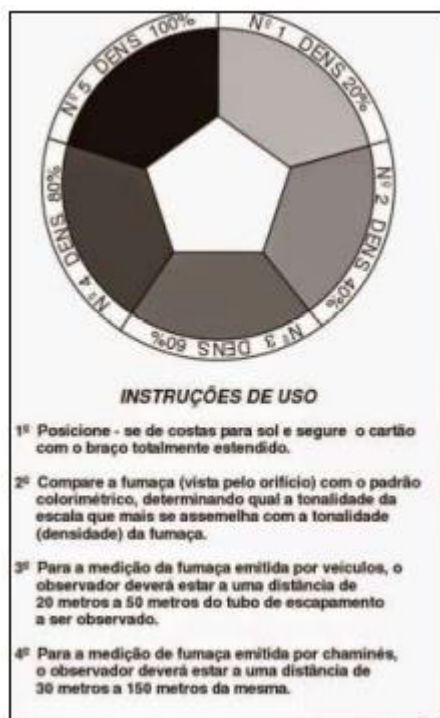 Nº 1 DENS 20%
Nº 2 DENS 40%
Nº 3 DENS 60%
Nº 4 DENS 80%
Nº 5 DENS 100%
INSTRUÇÕES DE USO
1º Posicione - se de costas para sol e segure o cartão
com o braço totalmente estendido.
2º Compare a fumaça (vista pelo orifício) com o padrão
colorimétrico, determinando qual a tonalidade da
escala que mais se assemelha com a tonalidade
(densidade) da fumaça.
3º Para a medição da fumaça emitida por veículos, o
observador deverá estar a uma distância de
20 metros a 50 metros do tubo de escapamento
a ser observado.
4º Para a medição de fumaça emitida por chaminés,
o observador deverá estar a uma distância de
30 metros a 150 metros da mesma.